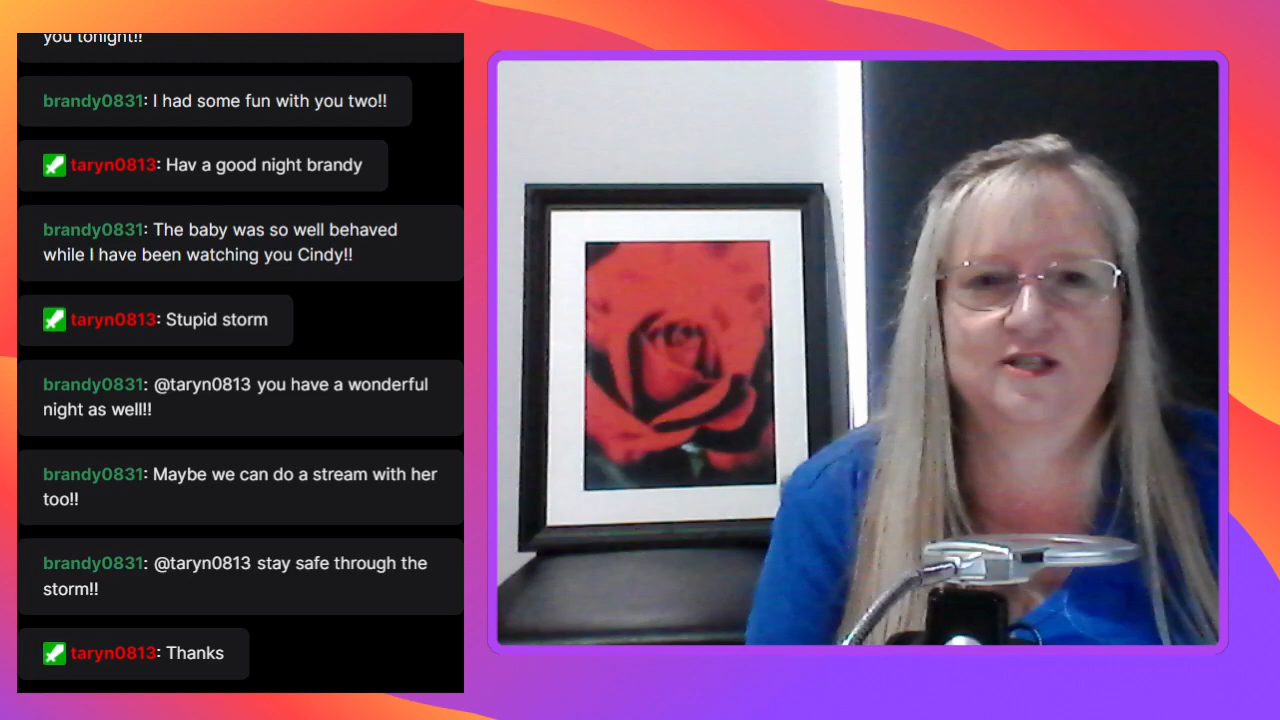 you tonight!!
brandy0831: I had some fun with you two!!
taryn0813: Hav a good night brandy
brandy0831: The baby was so well behaved
while I have been watching you Cindy!!
taryn0813: Stupid storm
brandy0831: @taryn0813 you have a wonderful
night as well!!
brandy0831: Maybe we can do a stream with her
too!!
brandy0831: @taryn0813 stay safe through the
storm!!
taryn0813: Thanks